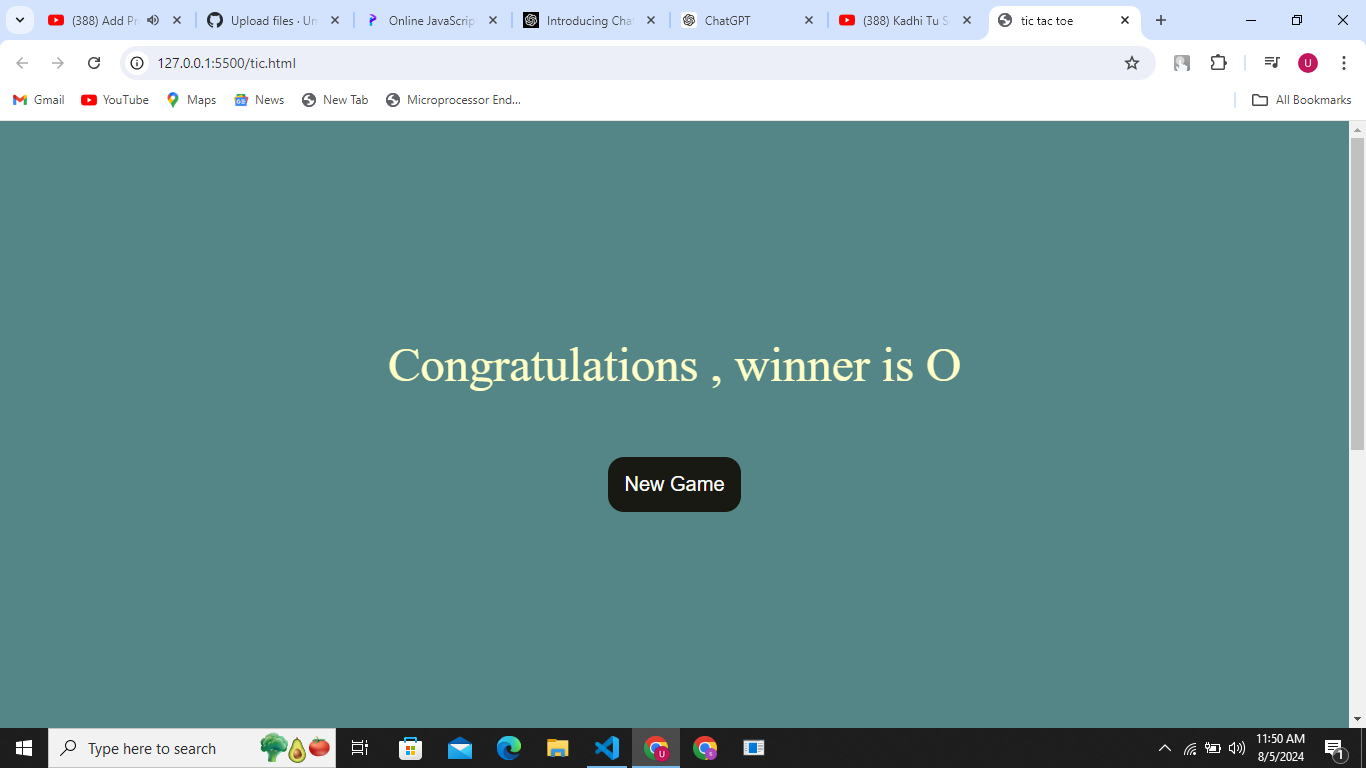 (388) Add Pr
Upload files · Un
Online JavaScrip
Introducing Cha
ChatGPT
(388) Kadhi Tu S
tic tac toe
127.0.0.1:5500/tic.html
U
Gmail
YouTube
Maps
News
New Tab
Microprocessor End...
All Bookmarks
Congratulations , winner is O
New Game
Type here to search
11:50 AM
8/5/2024
1